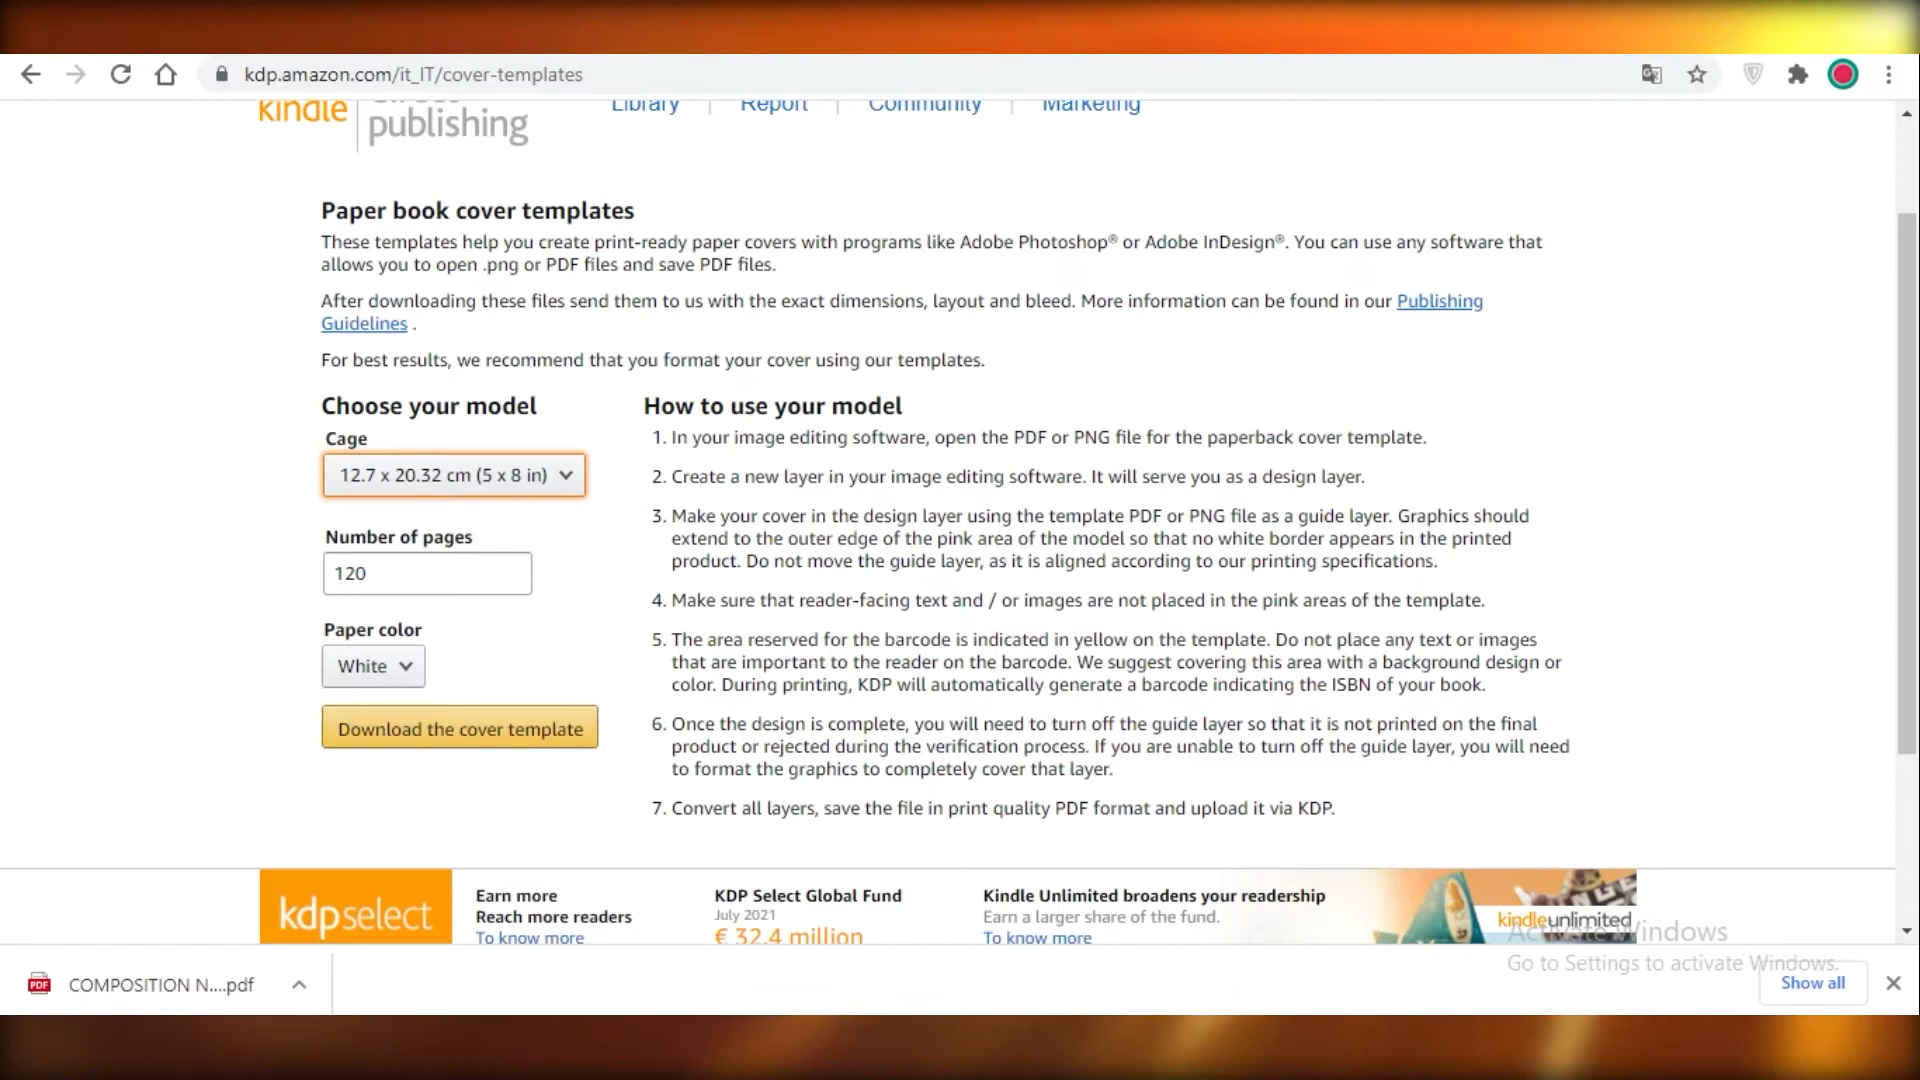 kdp.amazon.com/it_IT/cover-templates
kindle direct publishing
Library | Report | Community | Marketing
Paper book cover templates
These templates help you create print-ready paper covers with programs like Adobe Photoshop® or Adobe InDesign®. You can use any software that
allows you to open .png or PDF files and save PDF files.
After downloading these files send them to us with the exact dimensions, layout and bleed. More information can be found in our Publishing
Guidelines .
For best results, we recommend that you format your cover using our templates.
Choose your model
Cage
12.7 x 20.32 cm (5 x 8 in)
Number of pages
120
Paper color
White
Download the cover template
How to use your model
1. In your image editing software, open the PDF or PNG file for the paperback cover template.
2. Create a new layer in your image editing software. It will serve you as a design layer.
3. Make your cover in the design layer using the template PDF or PNG file as a guide layer. Graphics should
extend to the outer edge of the pink area of the model so that no white border appears in the printed
product. Do not move the guide layer, as it is aligned according to our printing specifications.
4. Make sure that reader-facing text and / or images are not placed in the pink areas of the template.
5. The area reserved for the barcode is indicated in yellow on the template. Do not place any text or images
that are important to the reader on the barcode. We suggest covering this area with a background design or
color. During printing, KDP will automatically generate a barcode indicating the ISBN of your book.
6. Once the design is complete, you will need to turn off the guide layer so that it is not printed on the final
product or rejected during the verification process. If you are unable to turn off the guide layer, you will need
to format the graphics to completely cover that layer.
7. Convert all layers, save the file in print quality PDF format and upload it via KDP.
kdpselect
Earn more
Reach more readers
To know more
KDP Select Global Fund
July 2021
€ 32.4 million
Kindle Unlimited broadens your readership
Earn a larger share of the fund.
To know more
kindleunlimited
Activate Windows
Go to Settings to activate Windows.
PDF
COMPOSITION N....pdf
Show all